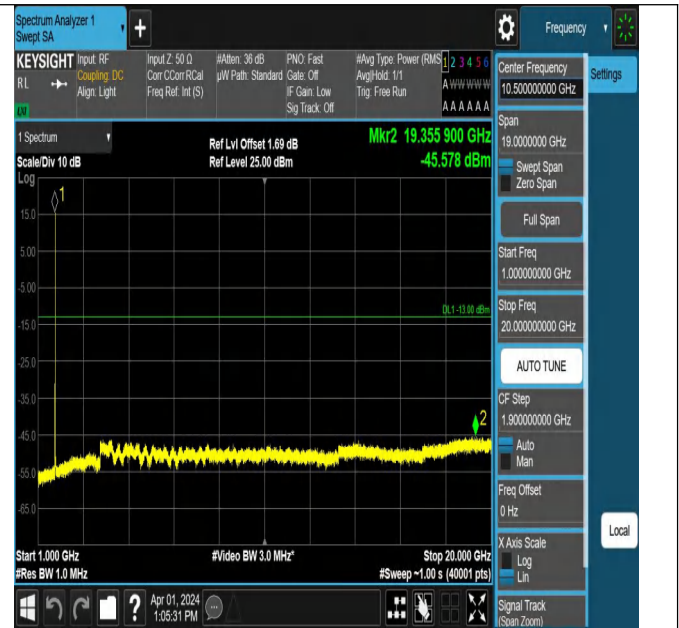 Spectrum Analyzer 1
Swept SA
+
Frequency
KEYSIGHT
RL
LXI
Input: RF
Coupling: DC
Align: Light
Input Z: 50 Ω
Corr CCorr RCal
Freq Ref: Int (S)
#Atten: 36 dB
µW Path: Standard
PNO: Fast
Gate: Off
IF Gain: Low
Sig Track: Off
#Avg Type: Power (RMS
Avg|Hold: 1/1
Trig: Free Run
1 2 3 4 5 6
A W W W W W
A A A A A A
1 Spectrum
Scale/Div 10 dB
Log
Ref Lvl Offset 1.69 dB
Ref Level 25.00 dBm
Mkr2 19.355 900 GHz
-45.578 dBm
1
15.0
5.00
-5.00
DL1 -13.00 dBm
-15.0
-25.0
-35.0
2
-45.0
-55.0
-65.0
Start 1.000 GHz
#Res BW 1.0 MHz
#Video BW 3.0 MHz*
Stop 20.000 GHz
#Sweep ~1.00 s (40001 pts)
?
Apr 01, 2024
1:05:31 PM
Center Frequency
10.500000000 GHz
Settings
Span
19.0000000 GHz
Swept Span
Zero Span
Full Span
Start Freq
1.000000000 GHz
Stop Freq
20.000000000 GHz
AUTO TUNE
CF Step
1.900000000 GHz
Auto
Man
Freq Offset
0 Hz
Local
X Axis Scale
Log
Lin
Signal Track
(Span Zoom)